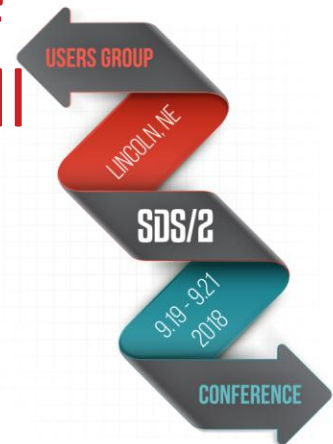 USERS GROUP
LINCOLN, NE
SDS/2
9.19 - 9.21
2018
CONFERENCE